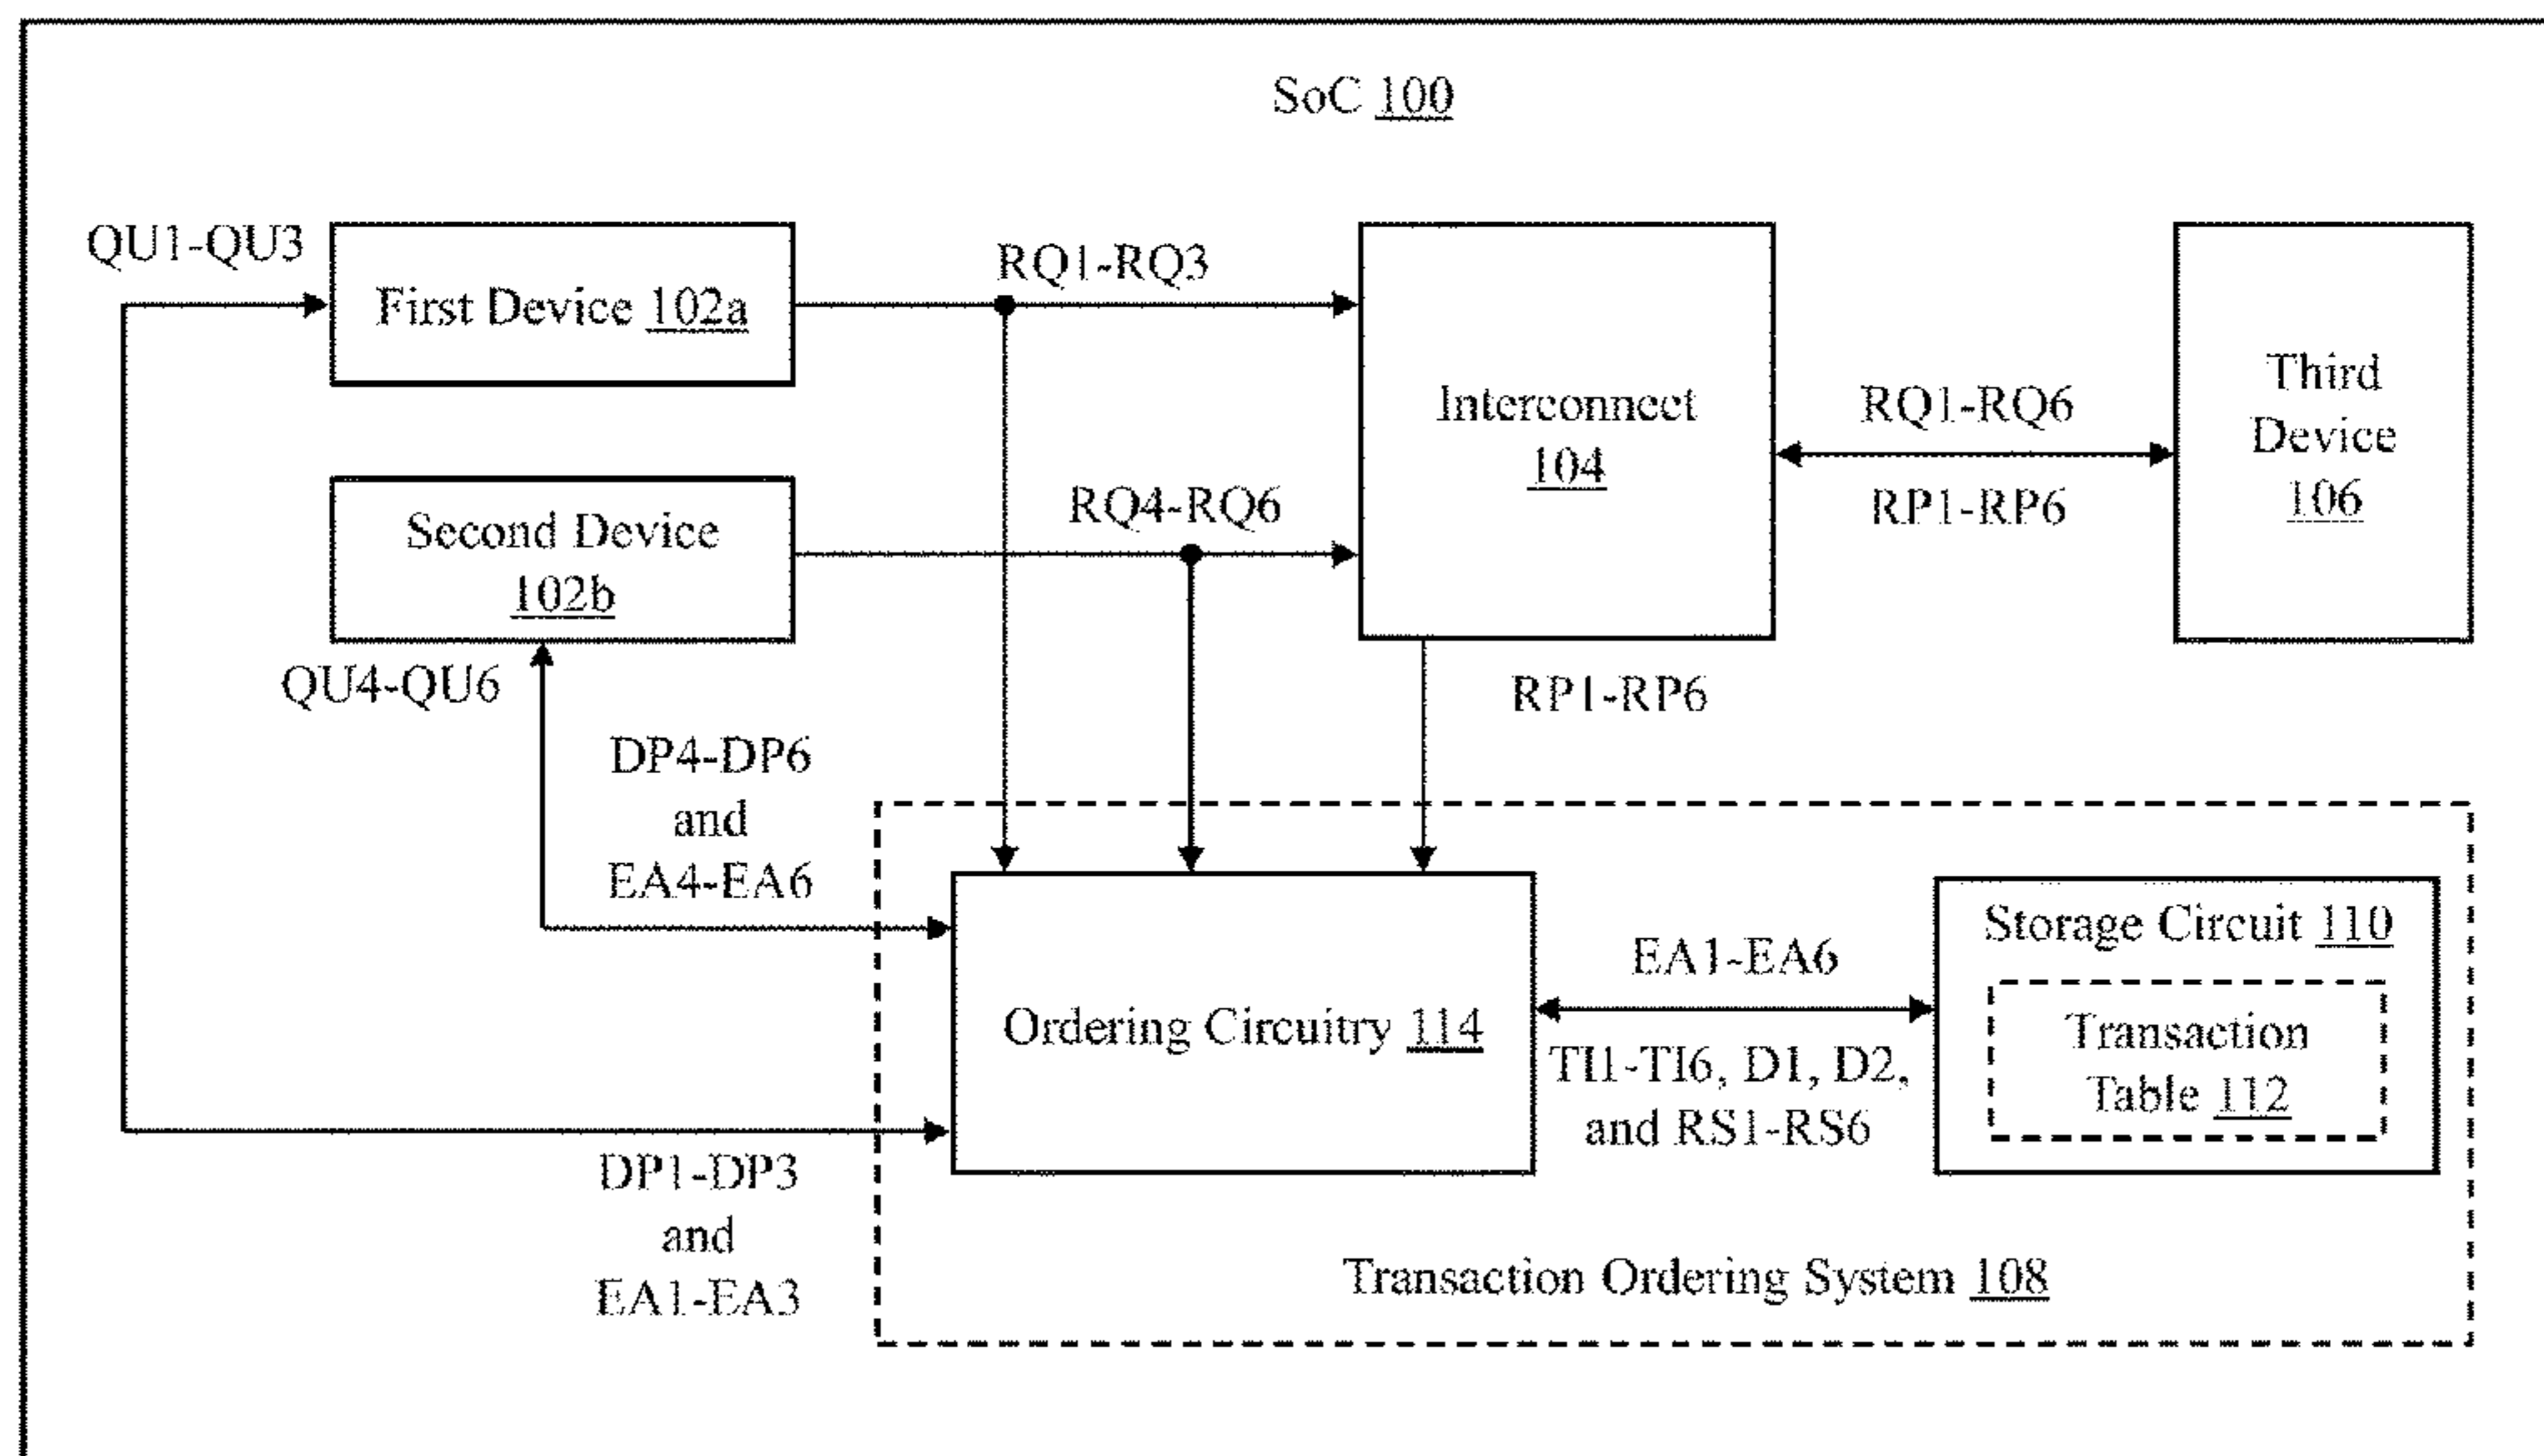 SoC 100
QU1-QU3
First Device 102a
RQ1-RQ3
Interconnect
104
RQ1-RQ6
RP1-RP6
Third
Device
106
Second Device
102b
RQ4-RQ6
QU4-QU6
RP1-RP6
DP4-DP6
and
EA4-EA6
Ordering Circuitry 114
EA1-EA6
TI1-TI6, D1, D2,
and RS1-RS6
Storage Circuit 110
Transaction
Table 112
DP1-DP3
and
EA1-EA3
Transaction Ordering System 108